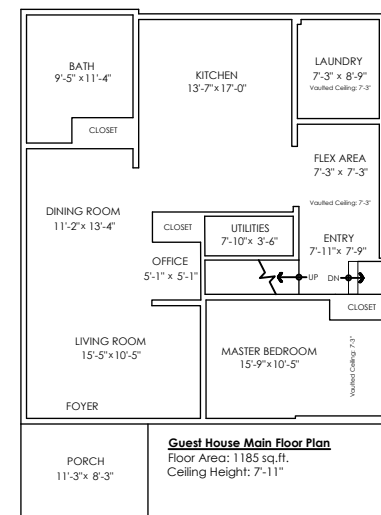 BATH
9'-5" x 11'-4"
KITCHEN
13'-7"x 17'-0"
LAUNDRY
7'-3" x 8'-9"
Vaulted Ceiling: 7'-3"
CLOSET
FLEX AREA
7'-3" x 7'-3"
Vaulted Ceiling: 7'-3"
DINING ROOM
11'-2" x 13'-4"
CLOSET
UTILITIES
7'-10"x 3'-6"
ENTRY
7'-11"x 7'-9"
OFFICE
5'-1" x 5'-1"
UP
DN
CLOSET
LIVING ROOM
15'-5"x 10'-5"
MASTER BEDROOM
15'-9"x 10'-5"
Vaulted Ceiling: 7'-3"
FOYER
PORCH
11'-3"x 8'-3"
Guest House Main Floor Plan
Floor Area: 1185 sq.ft.
Ceiling Height: 7'-11"